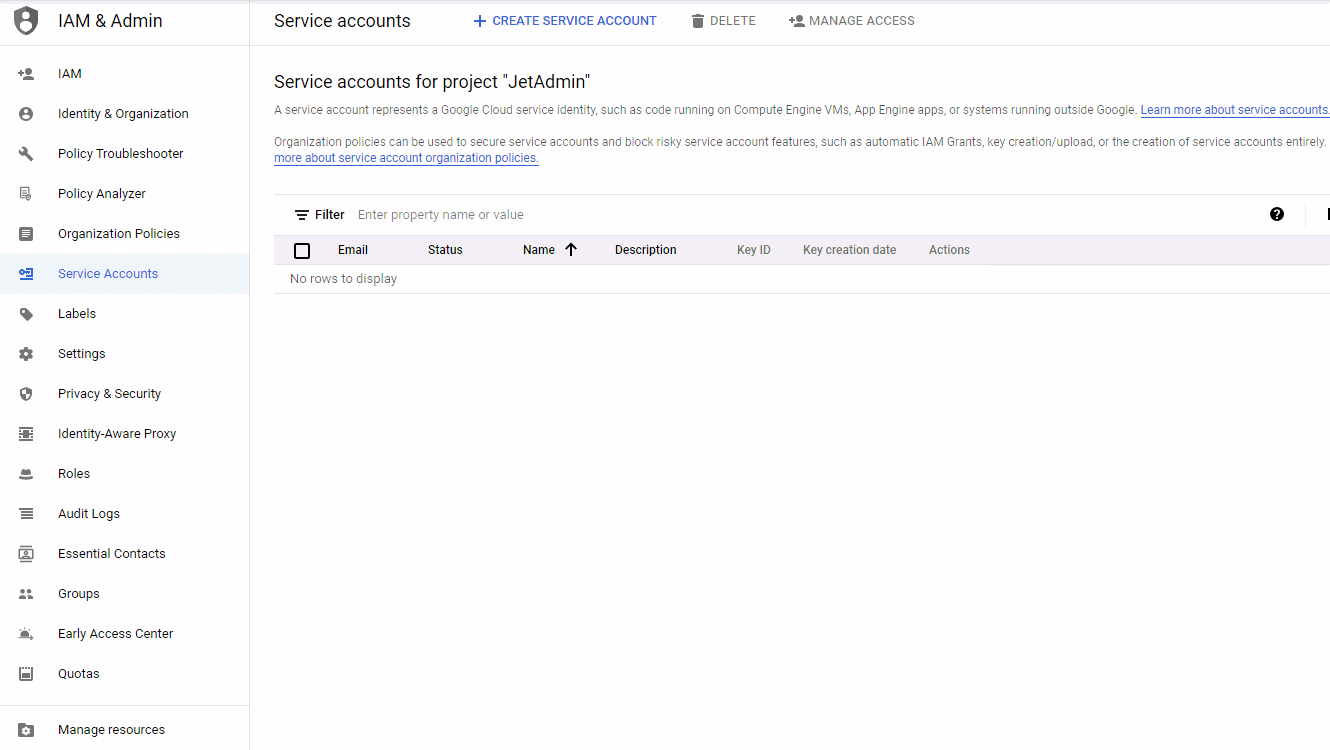 IAM & Admin
Service accounts
CREATE SERVICE ACCOUNT
DELETE
MANAGE ACCESS
IAM
Identity & Organization
Policy Troubleshooter
Policy Analyzer
Organization Policies
Service Accounts
Labels
Settings
Privacy & Security
Identity-Aware Proxy
Roles
Audit Logs
Essential Contacts
Groups
Early Access Center
Quotas
Manage resources
Service accounts for project "JetAdmin"
A service account represents a Google Cloud service identity, such as code running on Compute Engine VMs, App Engine apps, or systems running outside Google. Learn more about service accounts.
Organization policies can be used to secure service accounts and block risky service account features, such as automatic IAM Grants, key creation/upload, or the creation of service accounts entirely.
more about service account organization policies.
Filter Enter property name or value
Email Status Name Description Key ID Key creation date Actions
No rows to display